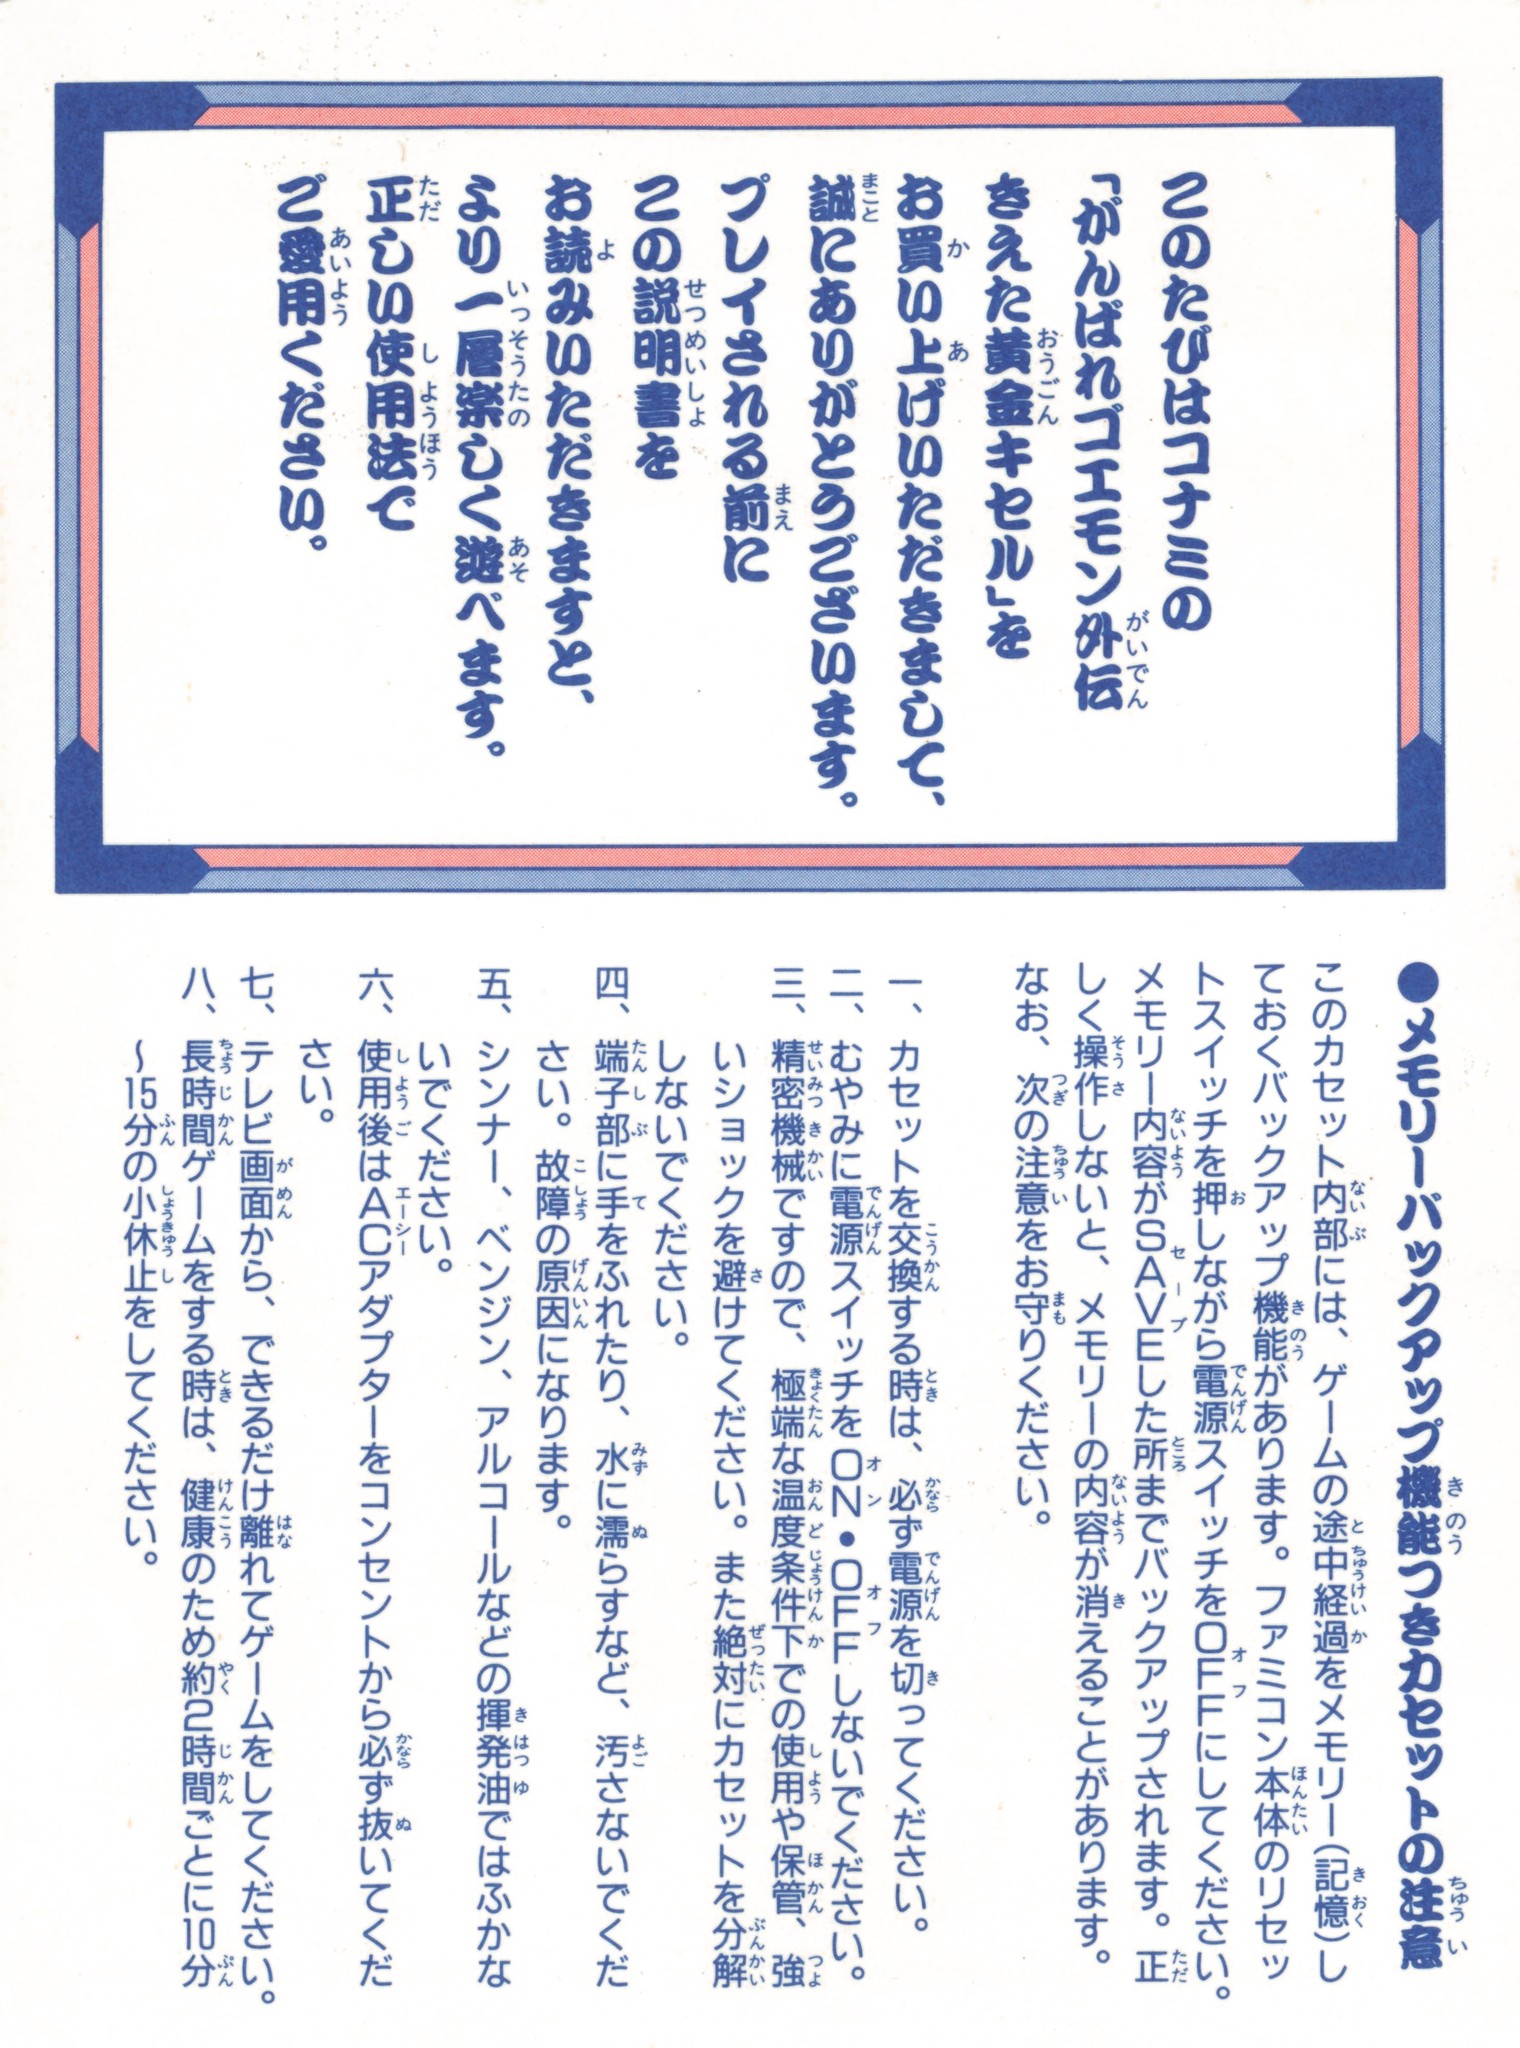 このたびはコナミの
「がんばれゴエモン外伝
きえた黄金キセル」を
お買い上げいただきまして、
誠にありがとうございます。
プレイされる前に
この説明書を
お読みいただきますと、
より一層楽しく遊べます。
正しい使用法で
ご愛用ください。
●メモリーバックアップ機能つきカセットの注意
このカセット内部には、ゲームの途中経過をメモリー(記憶)し
ておくバックアップ機能があります。ファミコン本体のリセッ
トスイッチを押しながら電源スイッチをOFFにしてください。
メモリー内容がSAVEした所までバックアップされます。正
しく操作しないと、メモリーの内容が消えることがあります。
なお、次の注意をお守りください。
一、カセットを交換する時は、必ず電源を切ってください。
二、むやみに電源スイッチをON・OFFしないでください。
三、精密機械ですので、極端な温度条件下での使用や保管、強
いショックを避けてください。また絶対にカセットを分解
しないでください。
四、端子部に手をふれたり、水に濡らすなど、汚さないでくだ
さい。故障の原因になります。
五、シンナー、ベンジン、アルコールなどの揮発油ではふかな
いでください。
六、使用後はACアダプターをコンセントから必ず抜いてくだ
さい。
七、テレビ画面から、できるだけ離れてゲームをしてください。
八、長時間ゲームをする時は、健康のため約2時間ごとに10分
〜15分の小休止をしてください。